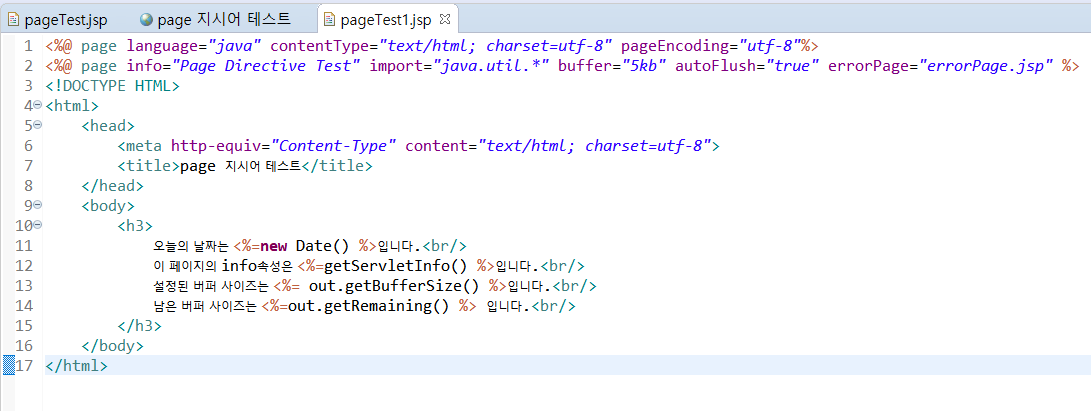 pageTest.jsp page 지시어 테스트 pageTest1.jsp
1 <%@ page language="java" contentType="text/html; charset=utf-8" pageEncoding="utf-8"%>
2 <%@ page info="Page Directive Test" import="java.util.*" buffer="5kb" autoFlush="true" errorPage="errorPage.jsp" %>
3 <!DOCTYPE HTML>
4 <html>
5 <head>
6 <meta http-equiv="Content-Type" content="text/html; charset=utf-8">
7 <title>page 지시어 테스트</title>
8 </head>
9 <body>
10 <h3>
11 오늘의 날짜는 <%=new Date() %>입니다.<br/>
12 이 페이지의 info속성은 <%=getServletInfo() %>입니다.<br/>
13 설정된 버퍼 사이즈는 <%= out.getBufferSize() %>입니다.<br/>
14 남은 버퍼 사이즈는 <%=out.getRemaining() %> 입니다.<br/>
15 </h3>
16 </body>
17 </html>